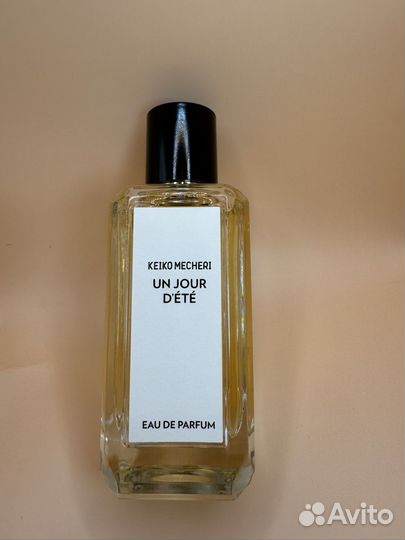 KEIKO MECHERI
UN JOUR
D'ÉTÉ
EAU DE PARFUM
Avito